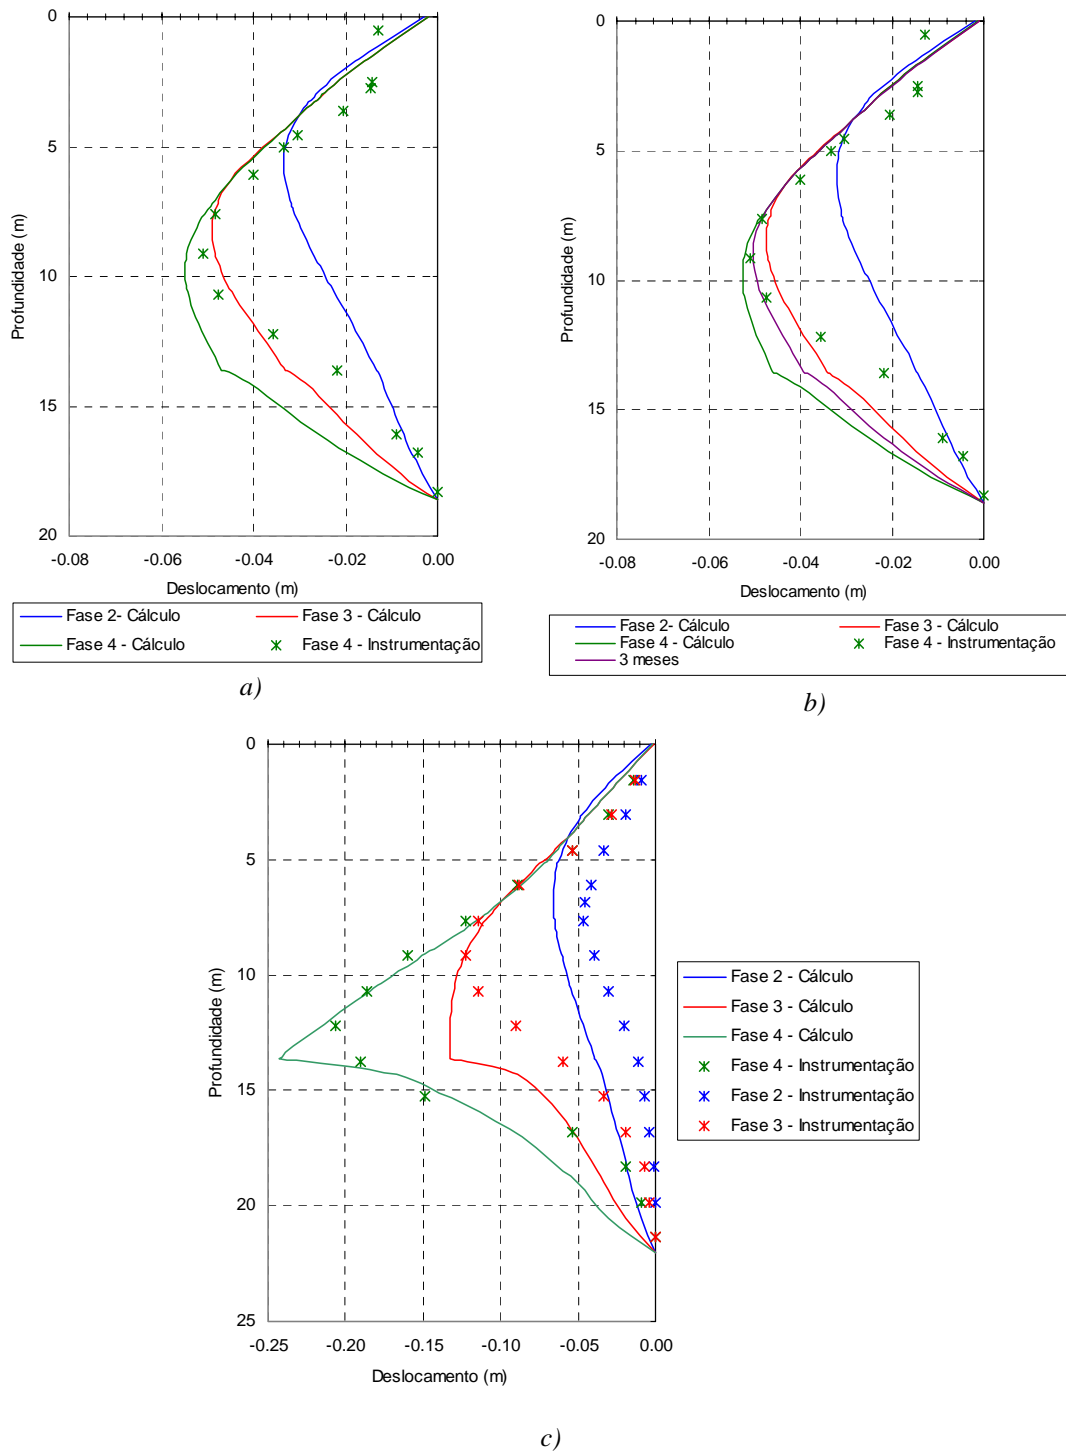 0
5
10
15
20
Profundidade (m)
-0.08 -0.06 -0.04 -0.02 0.00
Deslocamento (m)
Fase 2- Cálculo Fase 3 - Cálculo
Fase 4 - Cálculo Fase 4 - Instrumentação
a)
0
5
10
15
20
Profundidade (m)
-0.08 -0.06 -0.04 -0.02 0.00
Deslocamento (m)
Fase 2- Cálculo Fase 3 - Cálculo
Fase 4 - Cálculo Fase 4 - Instrumentação
3 meses
b)
0
5
10
15
20
25
Profundidade (m)
-0.25 -0.20 -0.15 -0.10 -0.05 0.00
Deslocamento (m)
Fase 2 - Cálculo
Fase 3 - Cálculo
Fase 4 - Cálculo
Fase 4 - Instrumentação
Fase 2 - Instrumentação
Fase 3 - Instrumentação
c)